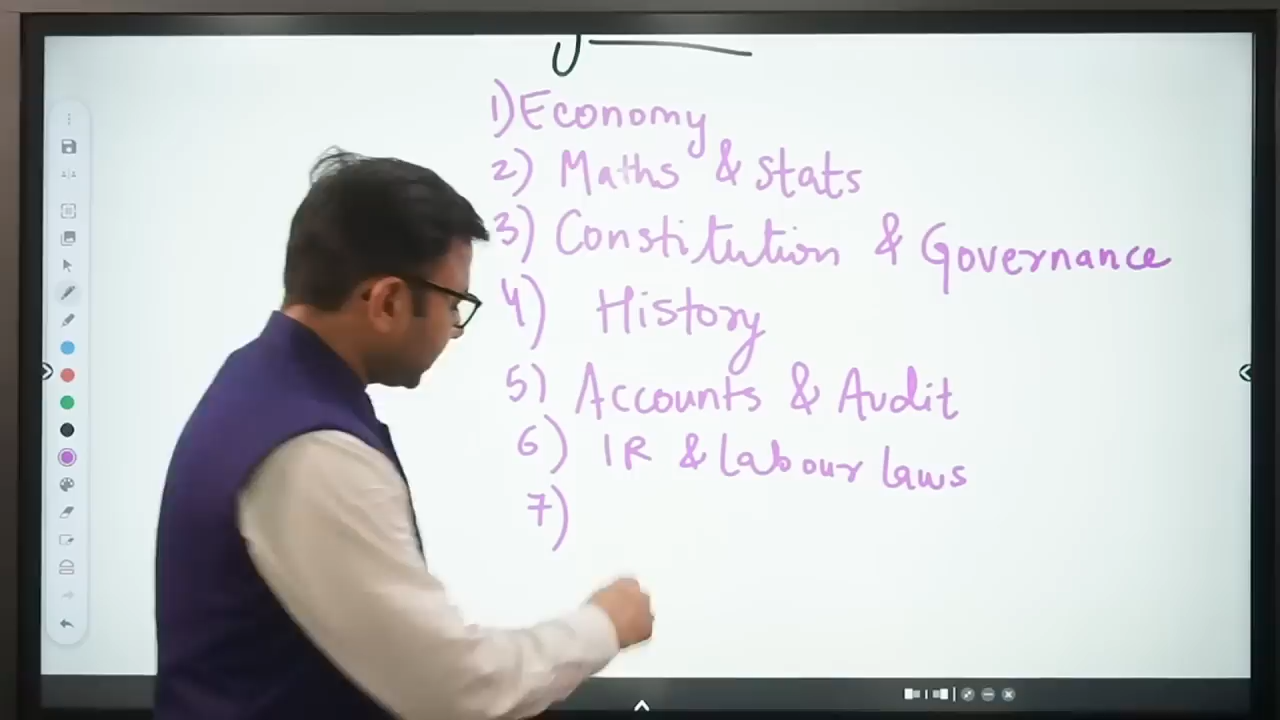 1) Economy
2) Maths & Stats
3) Constitution & Governance
4) History
5) Accounts & Audit
6) IR & Labour laws
7)